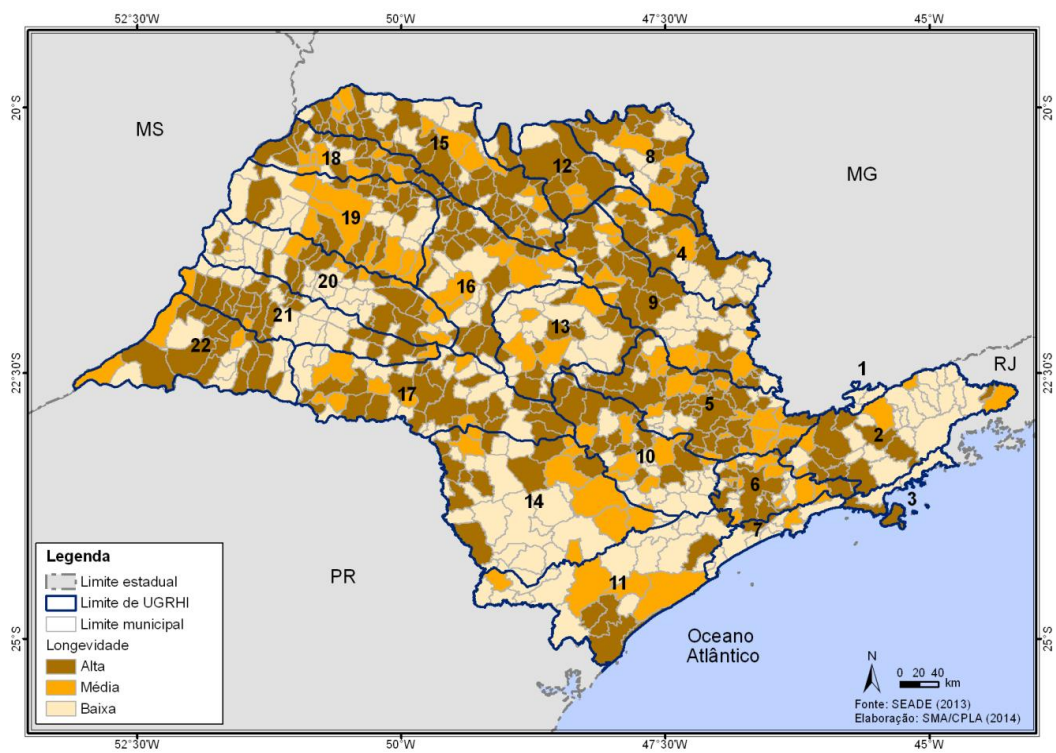 52°30'W 50°W 47°30'W 45°W
20°S 20°S
MS
MG
15
18
12
8
19
4
16
20
9
13
21
22
22°30'S 22°30'S
1
RJ
17
5
2
10
6
3
14
7
11
PR
25°S 25°S
Oceano
Atlântico
Legenda
Limite estadual
Limite de UGRHI
Limite municipal
Longevidade
Alta
Média
Baixa
N
0 20 40
km
Fonte: SEADE (2013)
Elaboração: SMA/CPLA (2014)
52°30'W 50°W 47°30'W 45°W